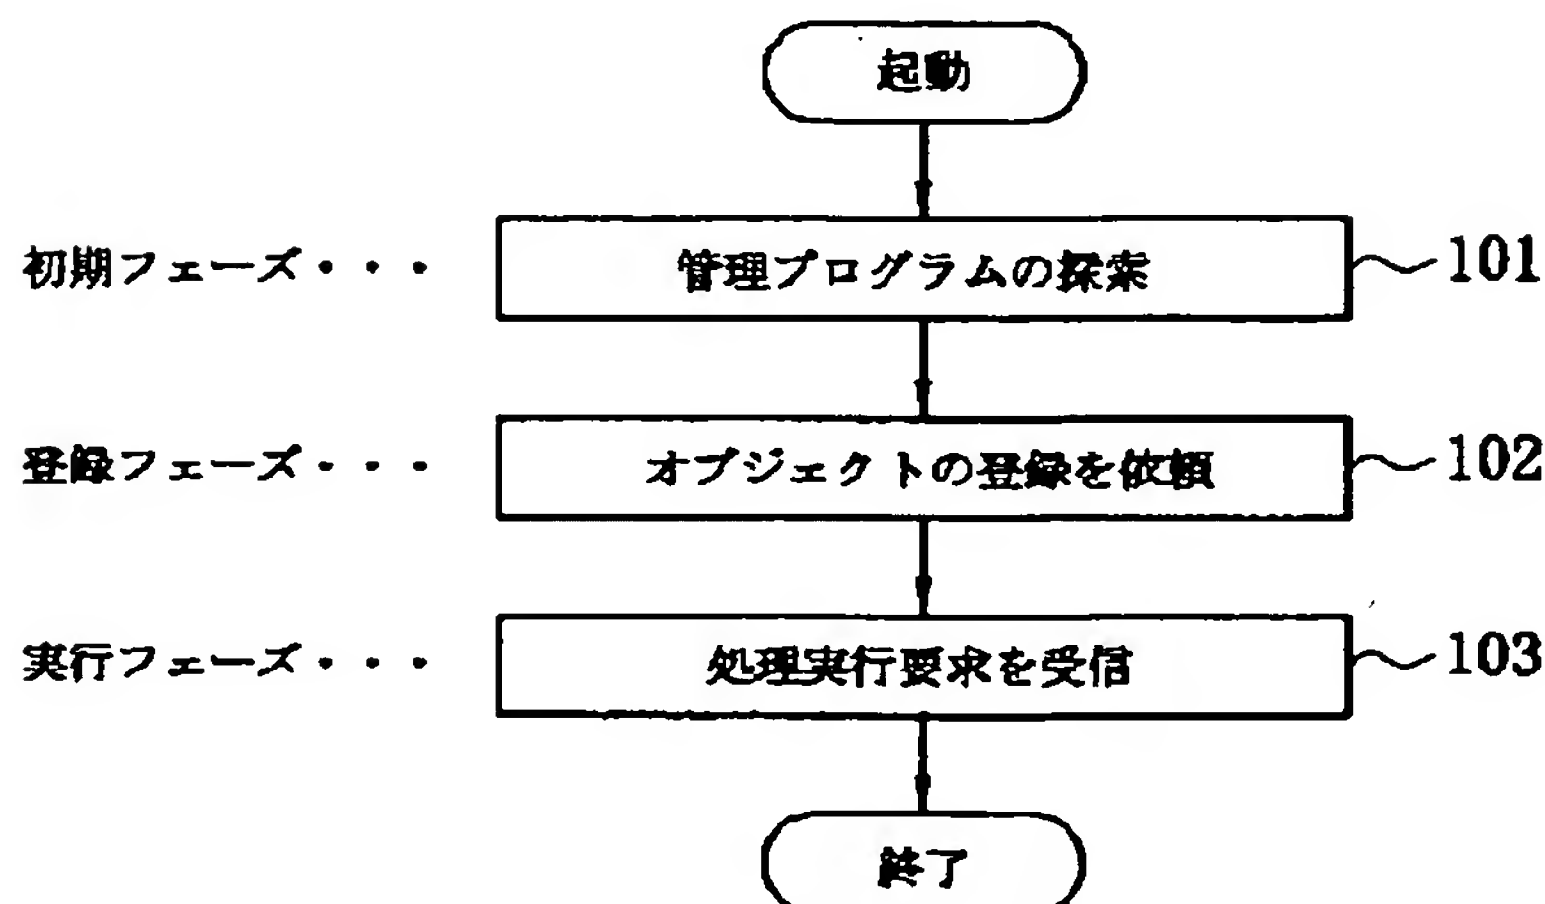 起動
初期フェーズ・・・ 管理プログラムの探索 101
登録フェーズ・・・ オブジェクトの登録を依頼 102
実行フェーズ・・・ 処理実行要求を受信 103
終了